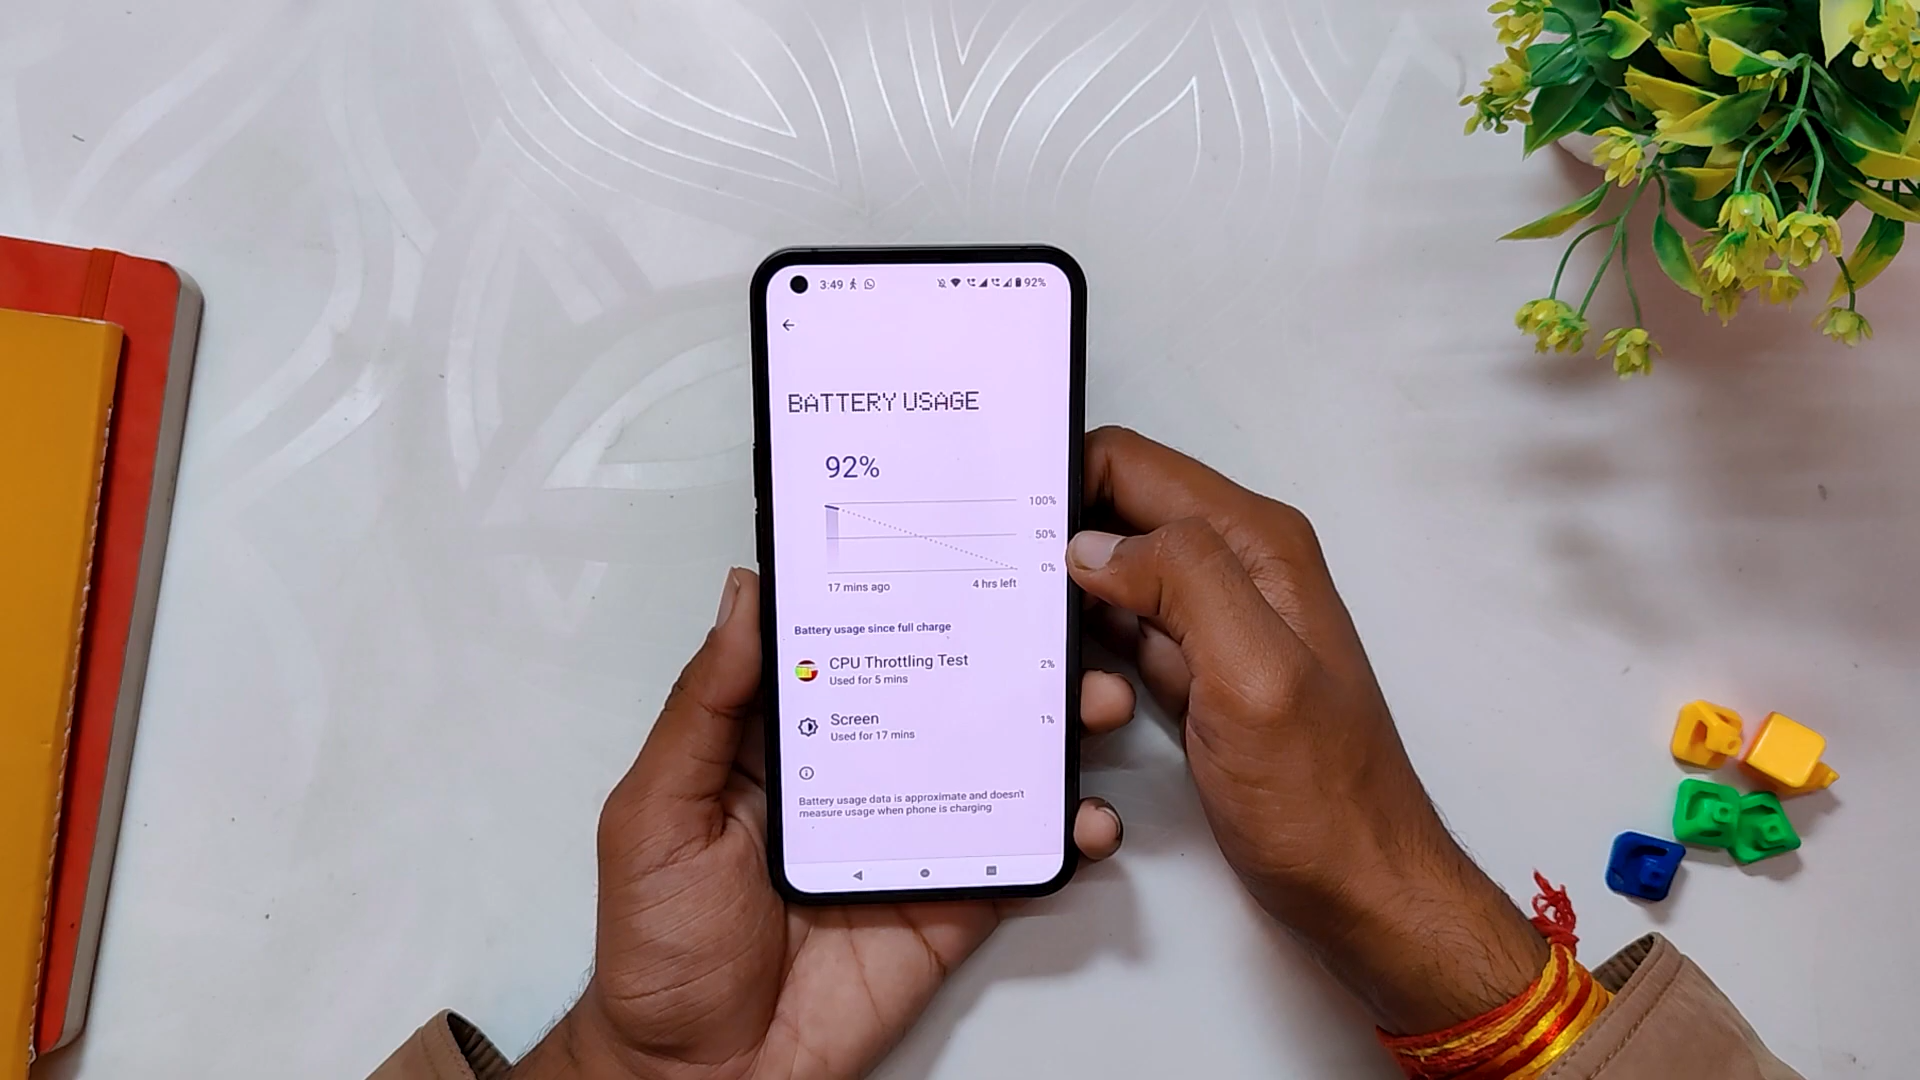 3:49 92%
BATTERY USAGE
92%
100%
50%
0%
17 mins ago 4 hrs left
Battery usage since full charge
CPU Throttling Test 2%
Used for 5 mins
Screen 1%
Used for 17 mins
Battery usage data is approximate and doesn't
measure usage when phone is charging